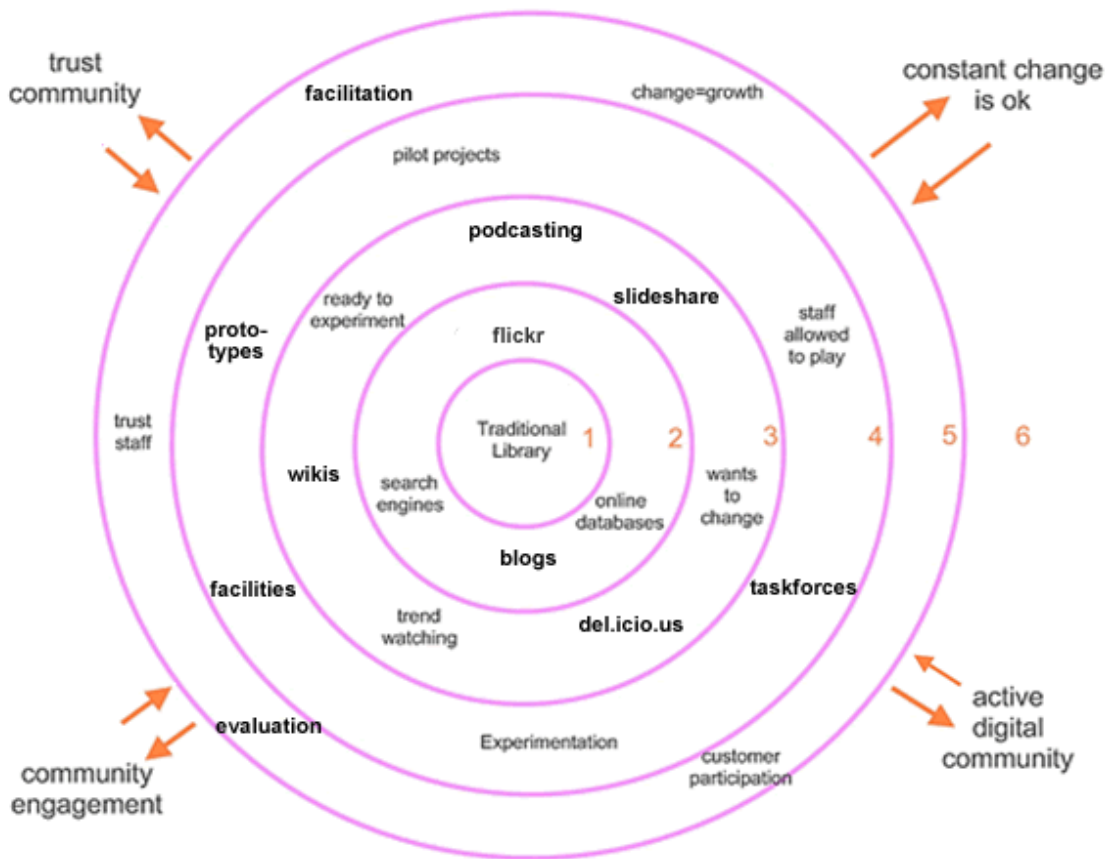 trust
community
facilitation
change=growth
constant change
is ok
pilot projects
podcasting
slideshare
ready to
experiment
flickr
proto-
types
staff
allowed
to play
trust
staff
Traditional
Library
1
2
3
4
5
6
wikis
search
engines
online
databases
wants
to
change
blogs
facilities
trend
watching
del.icio.us
taskforces
evaluation
Experimentation
customer
participation
community
engagement
active
digital
community